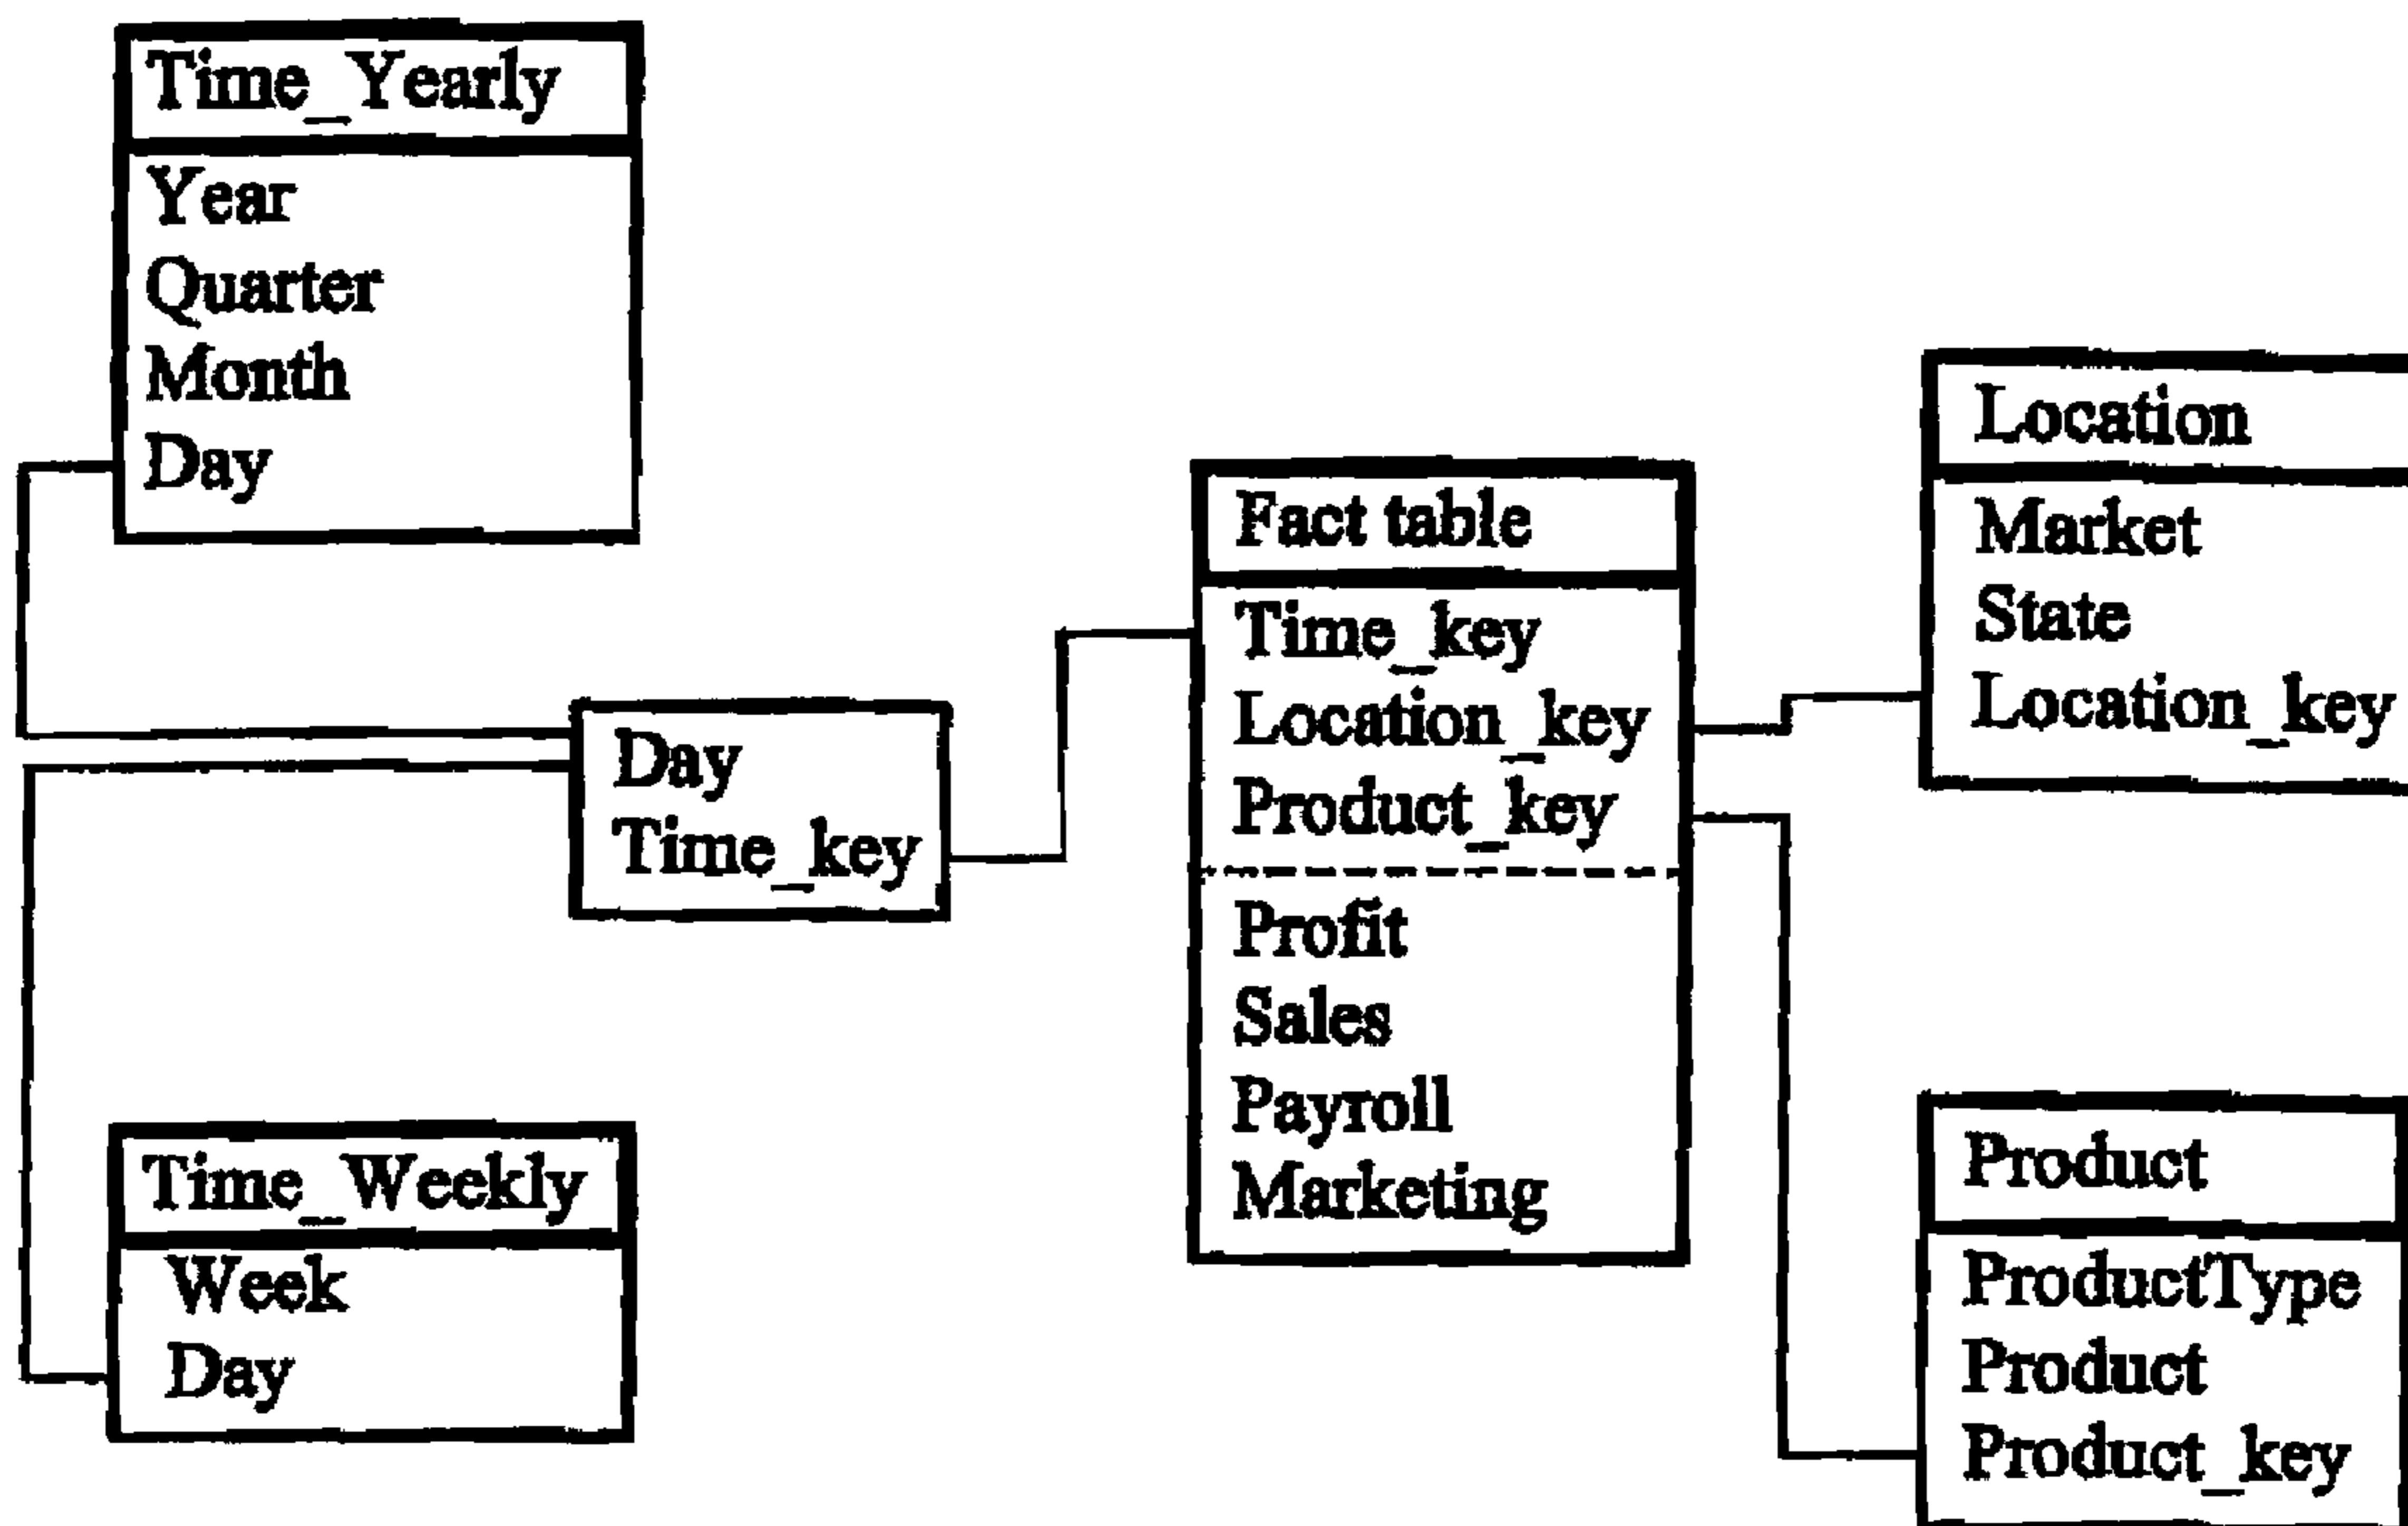 Time_Yearly
Year
Quarter
Month
Day
Day
Time_key
Time_Weekly
Week
Day
Fact table
Time_key
Location_key
Product_key
Profit
Sales
Payroll
Marketing
Location
Market
State
Location_key
Product
ProductType
Product
Product_key